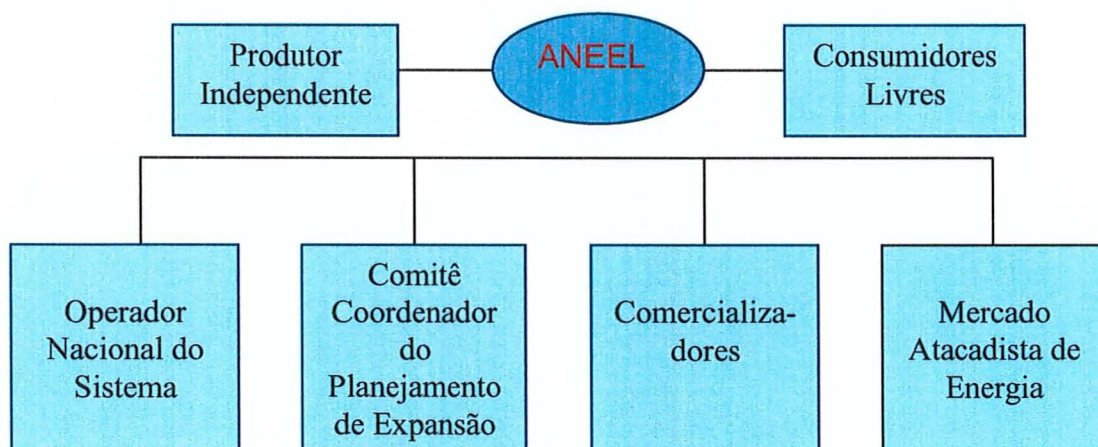 Produtor
Independente
ANEEL
Consumidores
Livres
Operador
Nacional do
Sistema
Comitê
Coordenador
do
Planejamento
de Expansão
Comercializa-
dores
Mercado
Atacadista de
Energia